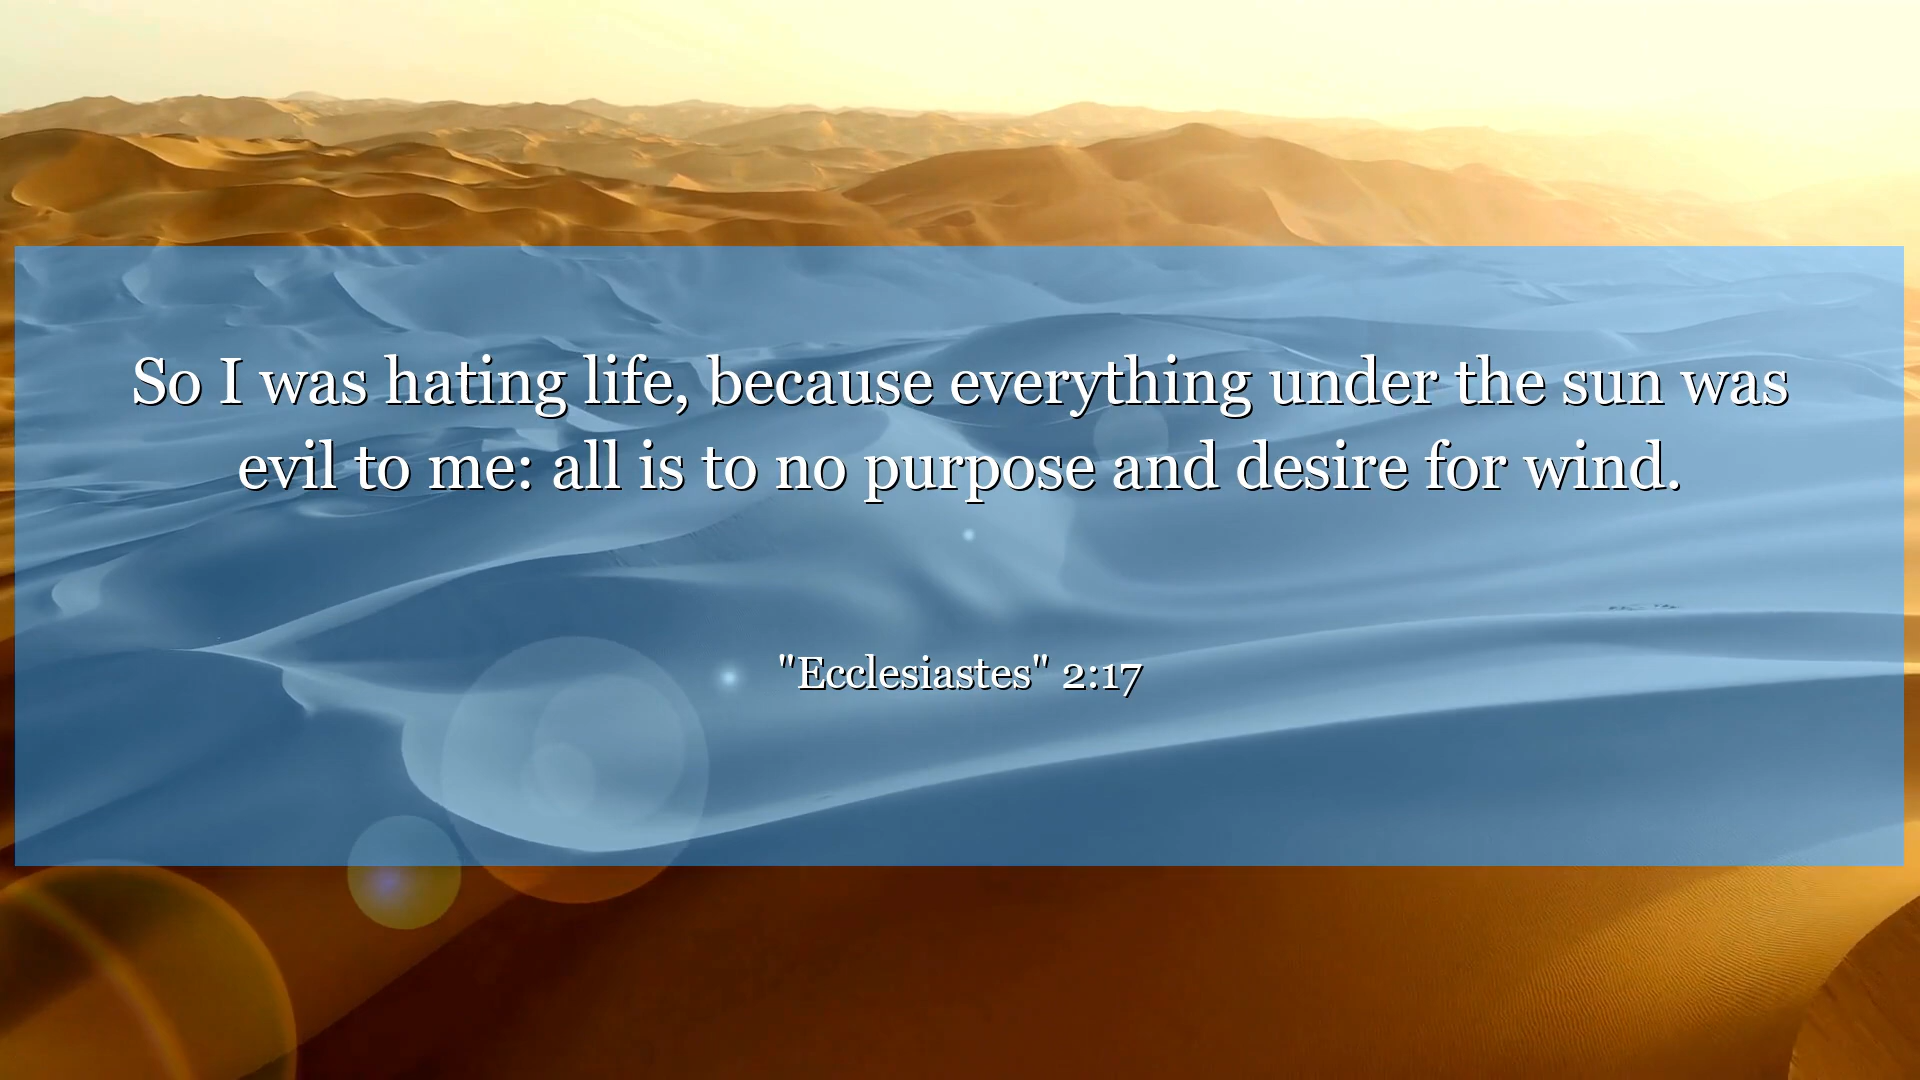 So I was hating life, because everything under the sun was
evil to me: all is to no purpose and desire for wind.
"Ecclesiastes" 2:17